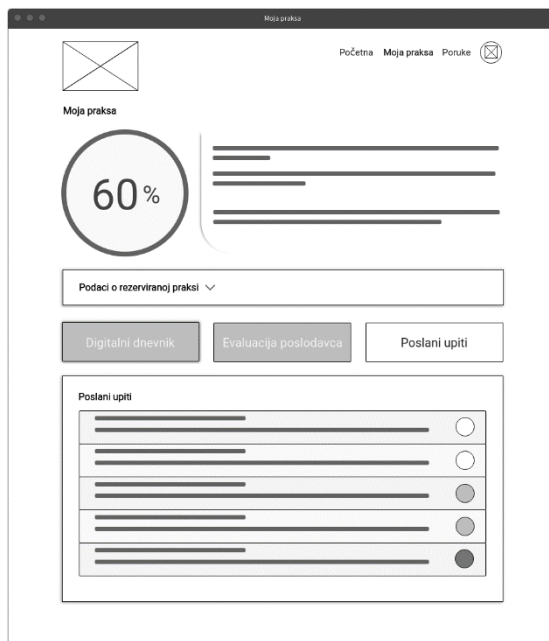 Moja praksa
Početna Moja praksa Poruke
Moja praksa
60%
Podaci o rezerviranoj praksi
Digitalni dnevnik
Evaluacija poslodavca
Poslani upiti
Poslani upiti